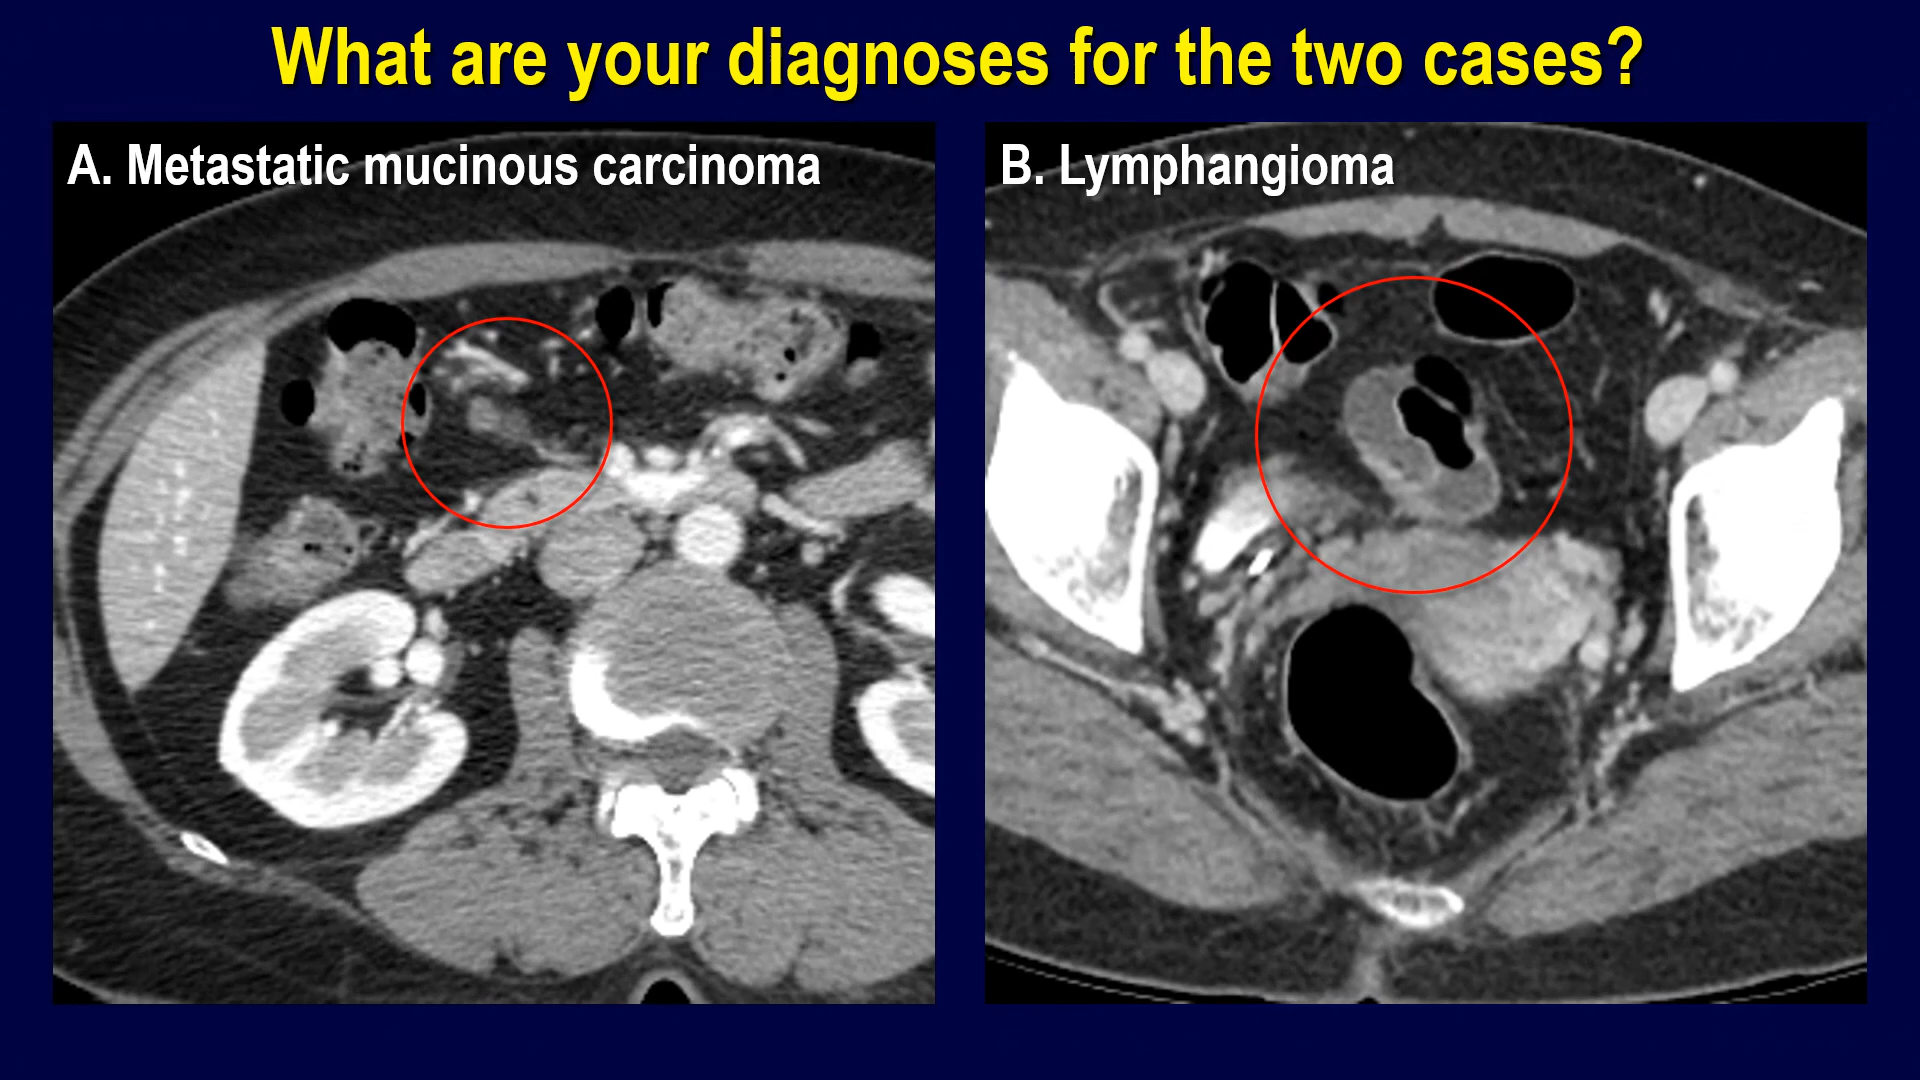 What are your diagnoses for the two cases?
A. Metastatic mucinous carcinoma
B. Lymphangioma